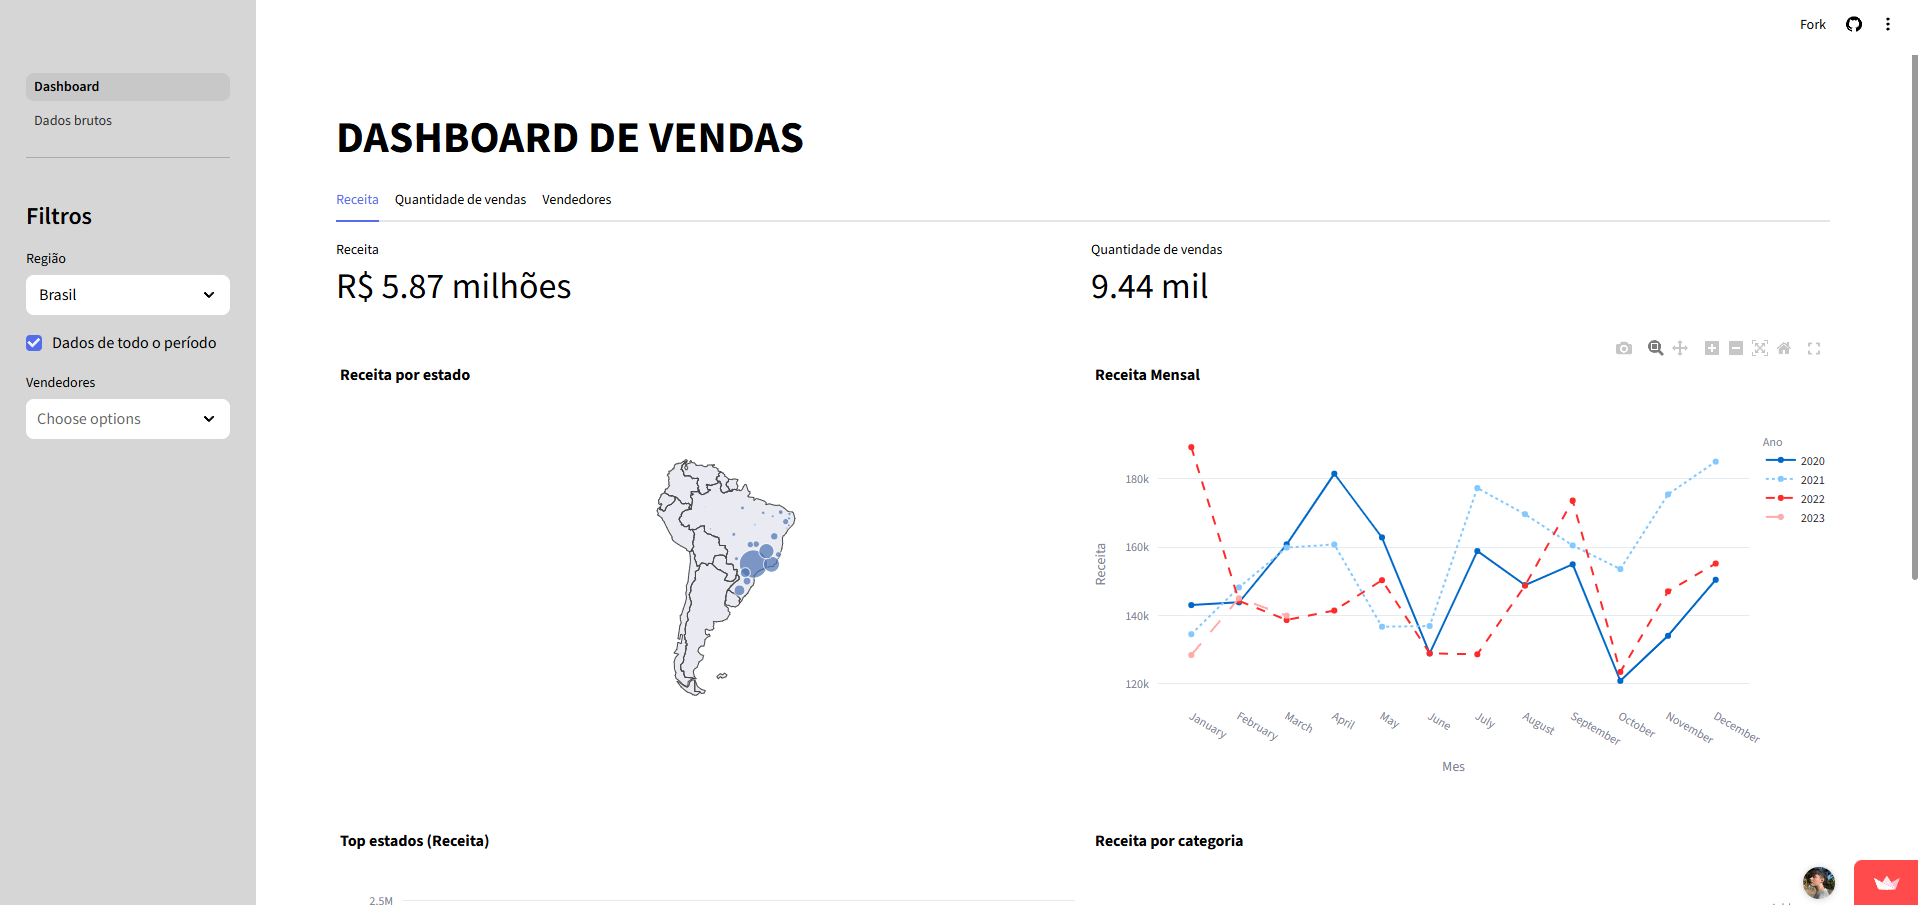 Fork
Dashboard
Dados brutos
Filtros
Região
Brasil
Dados de todo o período
Vendedores
Choose options
DASHBOARD DE VENDAS
Receita
Quantidade de vendas
Vendedores
Receita
R$ 5.87 milhões
Quantidade de vendas
9.44 mil
Receita por estado
Receita Mensal
Ano
2020
2021
2022
2023
180k
160k
140k
120k
Receita
January
February
March
April
May
June
July
August
September
October
November
December
Mes
Top estados (Receita)
2.5M
Receita por categoria